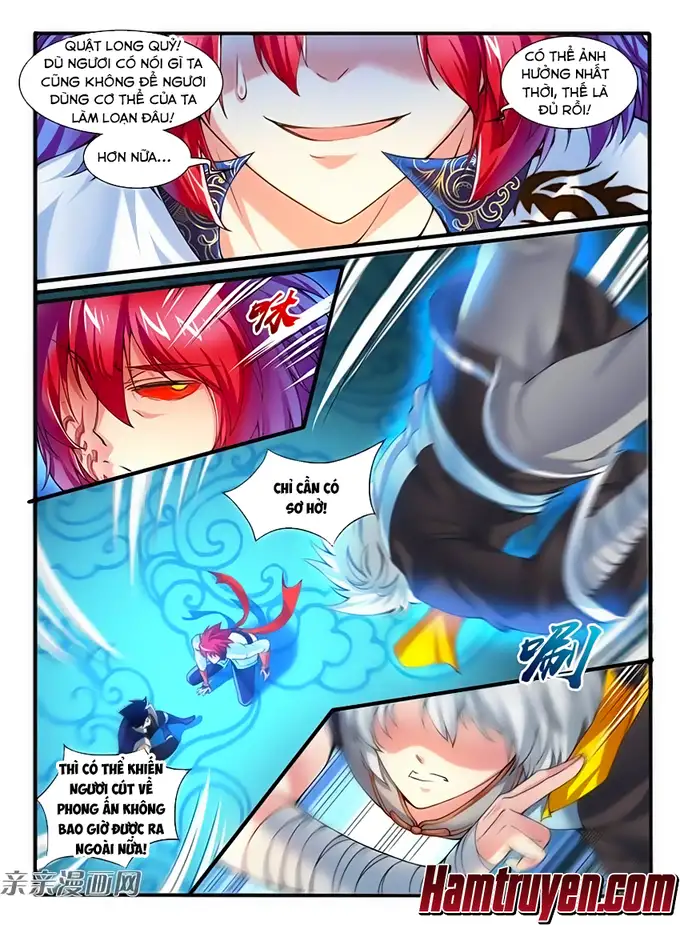 QUẬT LONG QUỶ!
DÙ NGƯƠI CÓ NÓI GÌ TA
CŨNG KHÔNG ĐỂ NGƯƠI
DÙNG CƠ THỂ CỦA TA
LÀM LOẠN ĐÂU!
HƠN NỮA...
CÓ THỂ ẢNH
HƯỞNG NHẤT
THỜI, THẾ LÀ
ĐỦ RỒI!
咻
CHỈ CẦN CÓ
SƠ HỞ!
唰
THÌ CÓ THỂ KHIẾN
NGƯƠI CÚT VỀ
PHONG ẤN KHÔNG
BAO GIỜ ĐƯỢC RA
NGOÀI NỮA!
亲亲漫画网
Hamtruyen.com